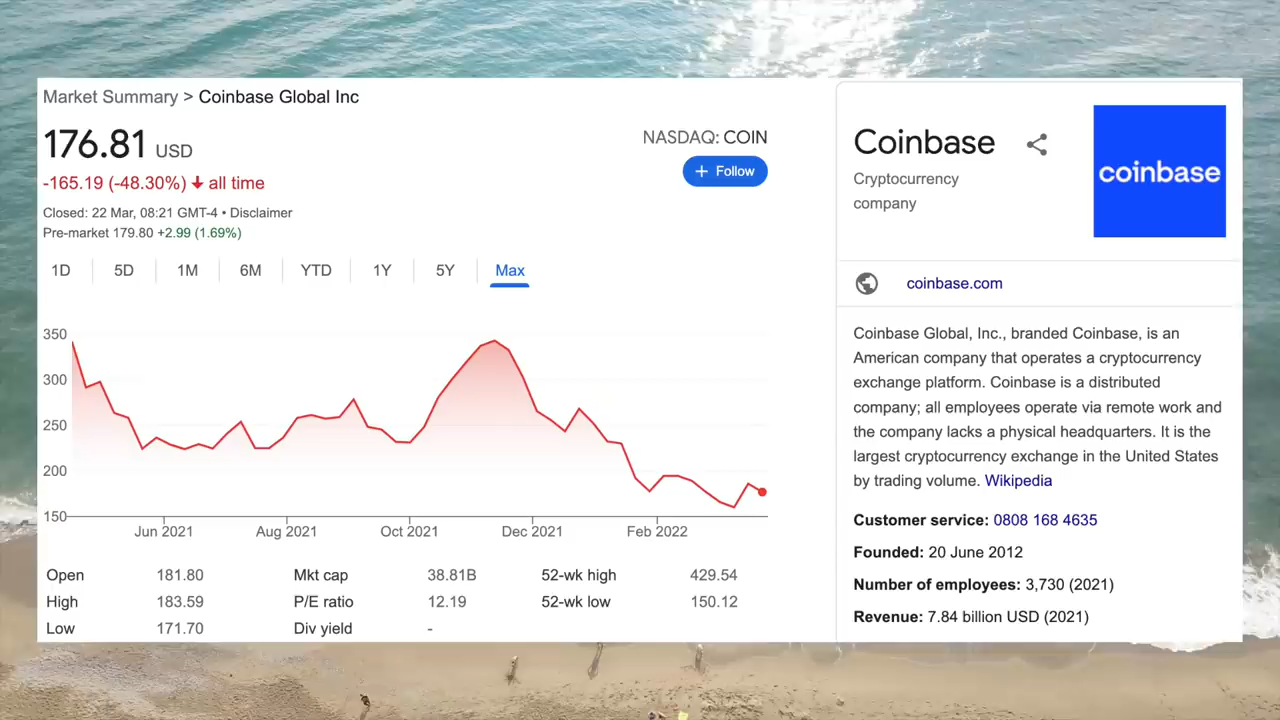 Market Summary > Coinbase Global Inc
176.81 USD
NASDAQ: COIN
-165.19 (-48.30%) all time
+ Follow
Closed: 22 Mar, 08:21 GMT-4 • Disclaimer
Pre-market 179.80 +2.99 (1.69%)
1D 5D 1M 6M YTD 1Y 5Y Max
350
300
250
200
150
Jun 2021 Aug 2021 Oct 2021 Dec 2021 Feb 2022
Open 181.80 Mkt cap 38.81B 52-wk high 429.54
High 183.59 P/E ratio 12.19 52-wk low 150.12
Low 171.70 Div yield -
Coinbase
coinbase
Cryptocurrency
company
coinbase.com
Coinbase Global, Inc., branded Coinbase, is an
American company that operates a cryptocurrency
exchange platform. Coinbase is a distributed
company; all employees operate via remote work and
the company lacks a physical headquarters. It is the
largest cryptocurrency exchange in the United States
by trading volume. Wikipedia
Customer service: 0808 168 4635
Founded: 20 June 2012
Number of employees: 3,730 (2021)
Revenue: 7.84 billion USD (2021)